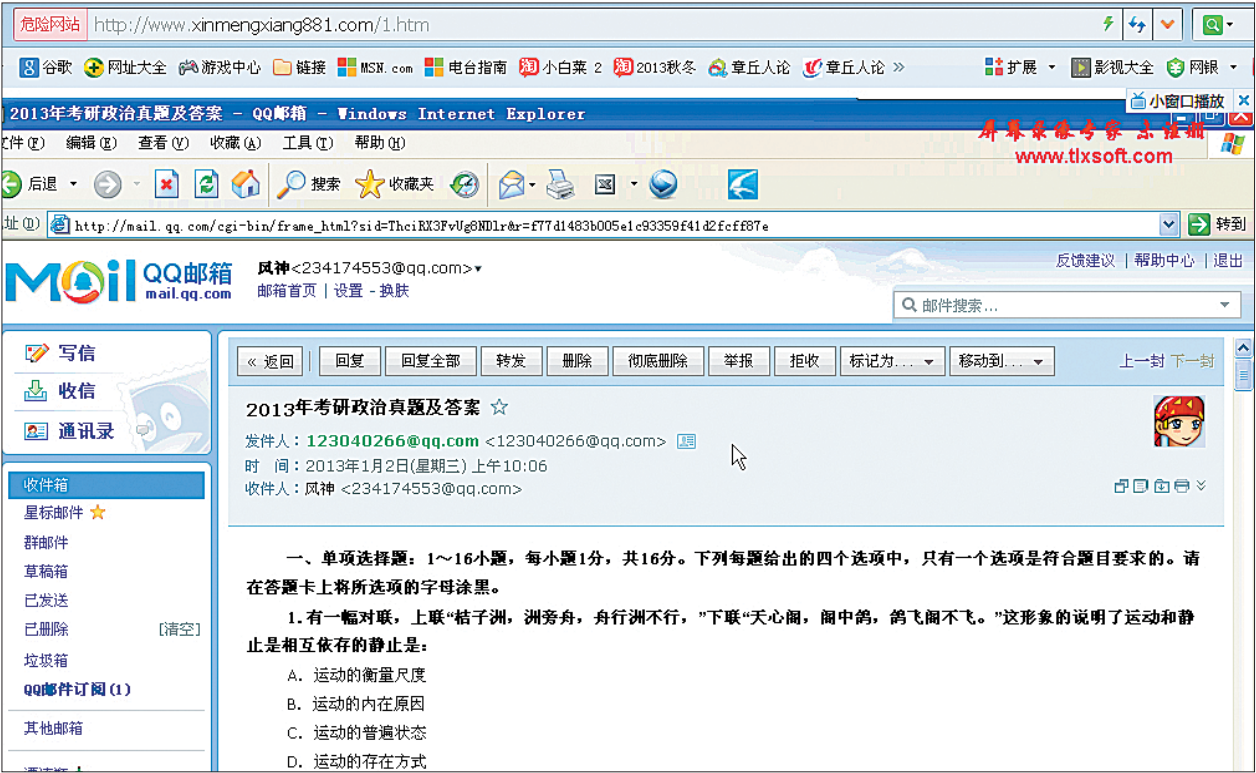 危险网站 http://www.xinmengxiang881.com/1.htm
谷歌 网址大全 游戏中心 链接 MSN.com 电台指南 小白菜 2 2013秋冬 章丘人论 章丘人论 » 扩展 影视大全 网银
小窗口播放
2013年考研政治真题及答案 - QQ邮箱 - Windows Internet Explorer
文件(F) 编辑(E) 查看(V) 收藏(A) 工具(T) 帮助(H)
屏幕录像专家 未注册
www.tlxsoft.com
后退 搜索 收藏夹
址(D) http://mail.qq.com/cgi-bin/frame_html?sid=ThciRX3FvUg8NDlr&r=f77d1483b005e1c93359f41d2fcff87e 转到
Mail QQ邮箱 mail.qq.com
风神<234174553@qq.com>
邮箱首页 | 设置 - 换肤
反馈建议 | 帮助中心 | 退出
邮件搜索...
写信
收信
通讯录
收件箱
星标邮件
群邮件
草稿箱
已发送
已删除 [清空]
垃圾箱
QQ邮件订阅(1)
其他邮箱
« 返回 回复 回复全部 转发 删除 彻底删除 举报 拒收 标记为... 移动到... 上一封 下一封
2013年考研政治真题及答案 ☆
发件人：123040266@qq.com <123040266@qq.com>
时 间：2013年1月2日(星期三) 上午10:06
收件人：风神 <234174553@qq.com>
一、单项选择题：1～16小题，每小题1分，共16分。下列每题给出的四个选项中，只有一个选项是符合题目要求的。请
在答题卡上将所选项的字母涂黑。
1.有一幅对联，上联“桔子洲，洲旁舟，舟行洲不行，”下联“天心阁，阁中鸽，鸽飞阁不飞。”这形象的说明了运动和静
止是相互依存的静止是：
A. 运动的衡量尺度
B. 运动的内在原因
C. 运动的普遍状态
D. 运动的存在方式